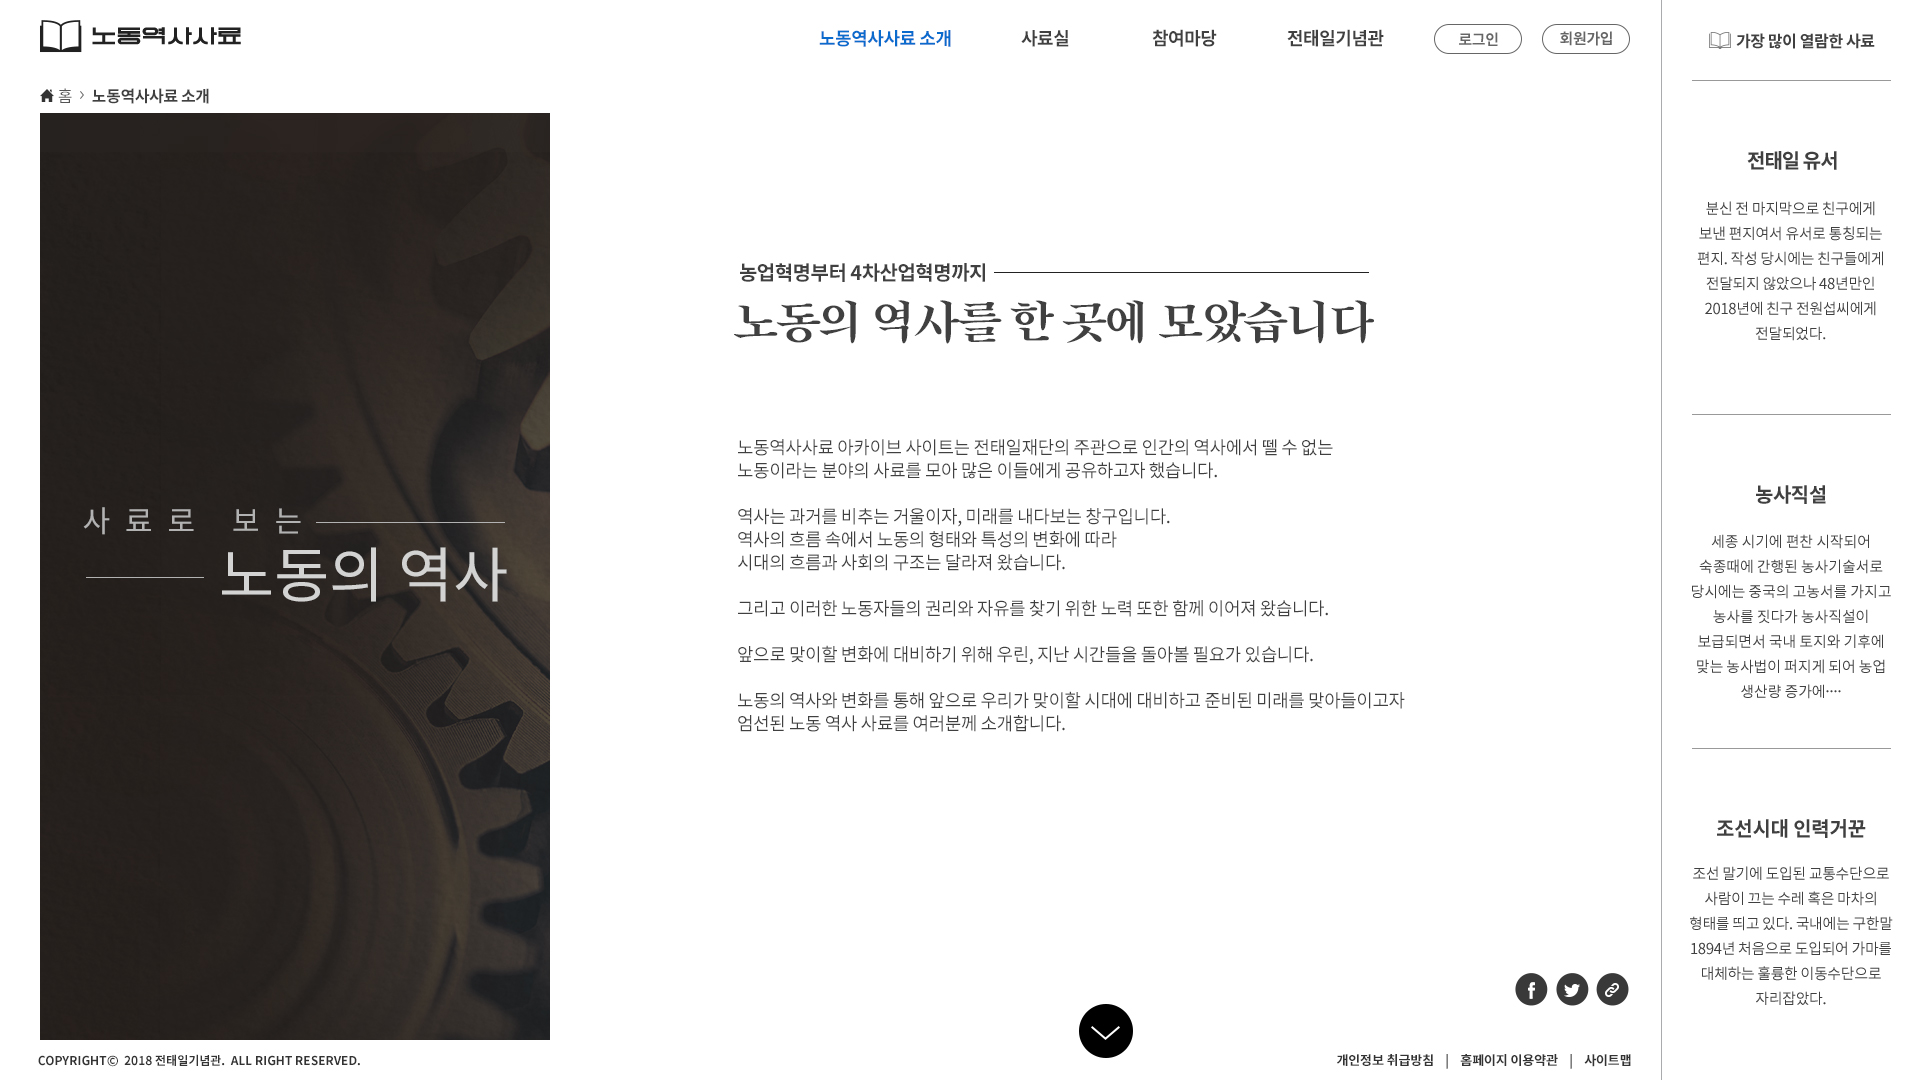 노동역사사료
노동역사사료 소개
사료실
참여마당
전태일기념관
로그인
회원가입
홈 > 노동역사사료 소개
사료로 보는
노동의 역사
농업혁명부터 4차산업혁명까지
노동의 역사를 한 곳에 모았습니다
노동역사사료 아카이브 사이트는 전태일재단의 주관으로 인간의 역사에서 뗄 수 없는
노동이라는 분야의 사료를 모아 많은 이들에게 공유하고자 했습니다.
역사는 과거를 비추는 거울이자, 미래를 내다보는 창구입니다.
역사의 흐름 속에서 노동의 형태와 특성의 변화에 따라
시대의 흐름과 사회의 구조는 달라져 왔습니다.
그리고 이러한 노동자들의 권리와 자유를 찾기 위한 노력 또한 함께 이어져 왔습니다.
앞으로 맞이할 변화에 대비하기 위해 우린, 지난 시간들을 돌아볼 필요가 있습니다.
노동의 역사와 변화를 통해 앞으로 우리가 맞이할 시대에 대비하고 준비된 미래를 맞아들이고자
엄선된 노동 역사 사료를 여러분께 소개합니다.
COPYRIGHT© 2018 전태일기념관. ALL RIGHT RESERVED.
개인정보 취급방침 | 홈페이지 이용약관 | 사이트맵
가장 많이 열람한 사료
전태일 유서
분신 전 마지막으로 친구에게
보낸 편지여서 유서로 통칭되는
편지. 작성 당시에는 친구들에게
전달되지 않았으나 48년만인
2018년에 친구 전원섭씨에게
전달되었다.
농사직설
세종 시기에 편찬 시작되어
숙종때에 간행된 농사기술서로
당시에는 중국의 고농서를 가지고
농사를 짓다가 농사직설이
보급되면서 국내 토지와 기후에
맞는 농사법이 퍼지게 되어 농업
생산량 증가에····
조선시대 인력거꾼
조선 말기에 도입된 교통수단으로
사람이 끄는 수레 혹은 마차의
형태를 띄고 있다. 국내에는 구한말
1894년 처음으로 도입되어 가마를
대체하는 훌륭한 이동수단으로
자리잡았다.